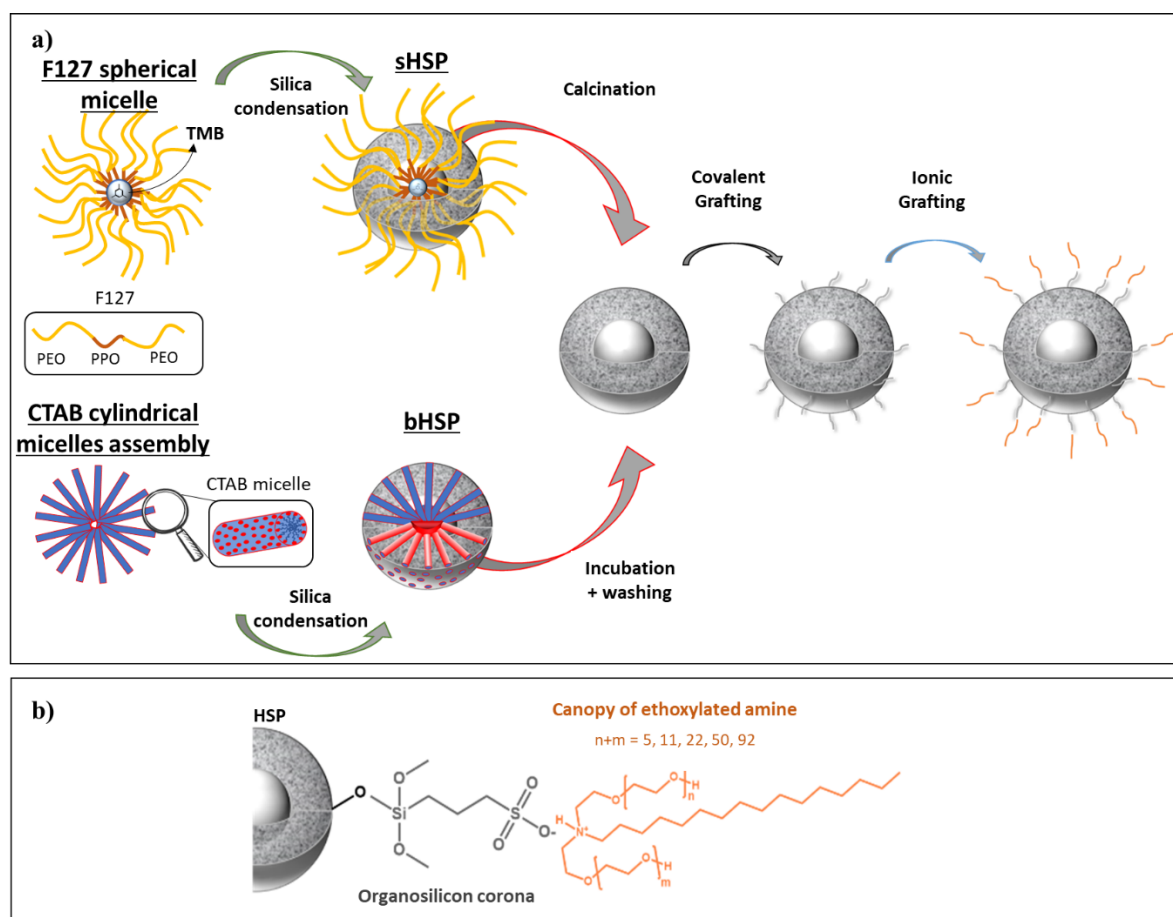 a)
F127 spherical
micelle
TMB
Silica
condensation
sHSP
Calcination
Covalent
Grafting
Ionic
Grafting
F127
PEO PPO PEO
CTAB cylindrical
micelles assembly
CTAB micelle
Silica
condensation
bHSP
Incubation
+ washing
b)
HSP
Canopy of ethoxylated amine
n+m = 5, 11, 22, 50, 92
O
O
Si
O
O
S
O
O-
H
N+
O
O
H
n
O
O
H
m
Organosilicon corona